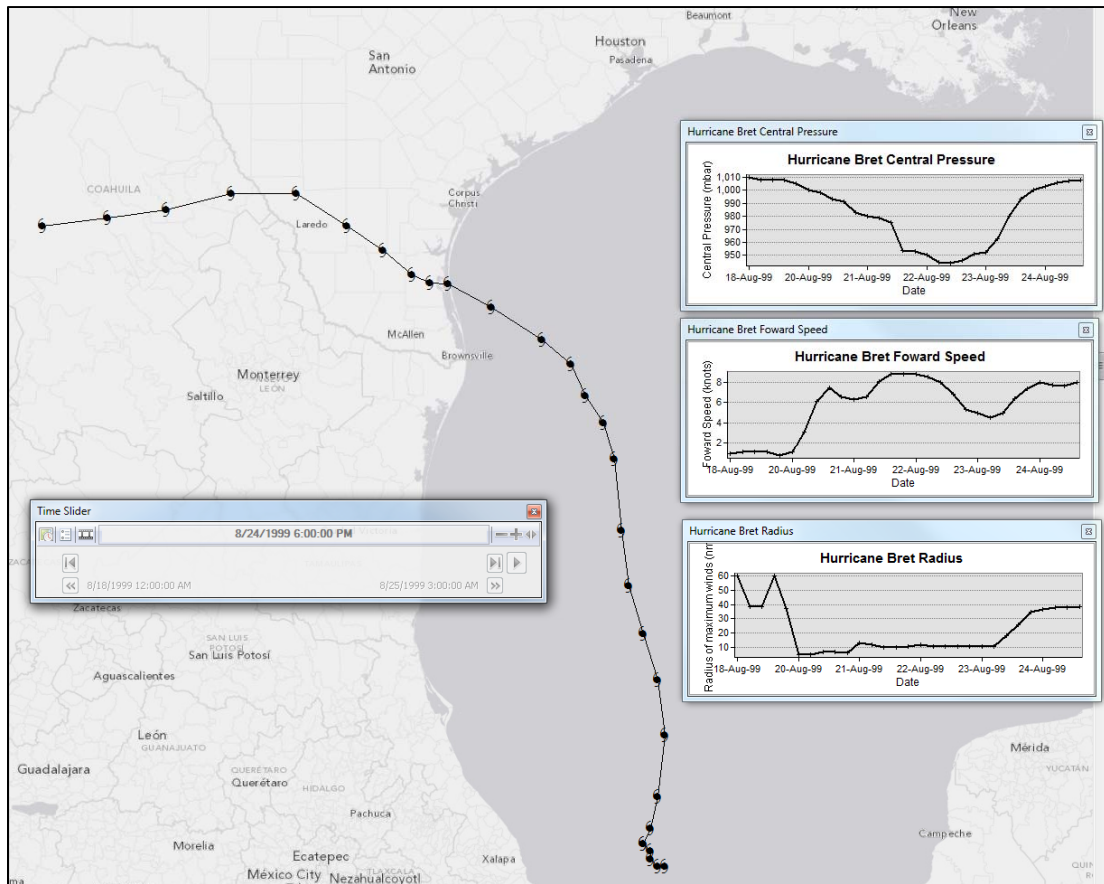 Beaumont
New
Orleans
Houston
Pasadena
San
Antonio
COAHUILA
Corpus
Christi
Laredo
McAllen
Brownsville
Monterrey
NUEVO
LEÓN
Saltillo
Zacatecas
SAN LUIS
POTOSÍ
San Luis Potosí
Aguascalientes
León
GUANAJUATO
Guadalajara
QUERÉTARO
Querétaro
HIDALGO
Pachuca
Morelia
Ecatepec
TLAXCALA
México City
Nezahualcoyotl
Xalapa
Mérida
YUCATÁN
Campeche
Hurricane Bret Central Pressure
Hurricane Bret Central Pressure
Central Pressure (mbar)
1,010
1,000
990
980
970
960
950
18-Aug-99 20-Aug-99 21-Aug-99 22-Aug-99 23-Aug-99 24-Aug-99
Date
Hurricane Bret Foward Speed
Hurricane Bret Foward Speed
Foward Speed (knots)
8
6
4
2
18-Aug-99 20-Aug-99 21-Aug-99 22-Aug-99 23-Aug-99 24-Aug-99
Date
Hurricane Bret Radius
Hurricane Bret Radius
Radius of maximum winds (nm
60
50
40
30
20
10
18-Aug-99 20-Aug-99 21-Aug-99 22-Aug-99 23-Aug-99 24-Aug-99
Date
Time Slider
8/24/1999 6:00:00 PM
8/18/1999 12:00:00 AM 8/25/1999 3:00:00 AM